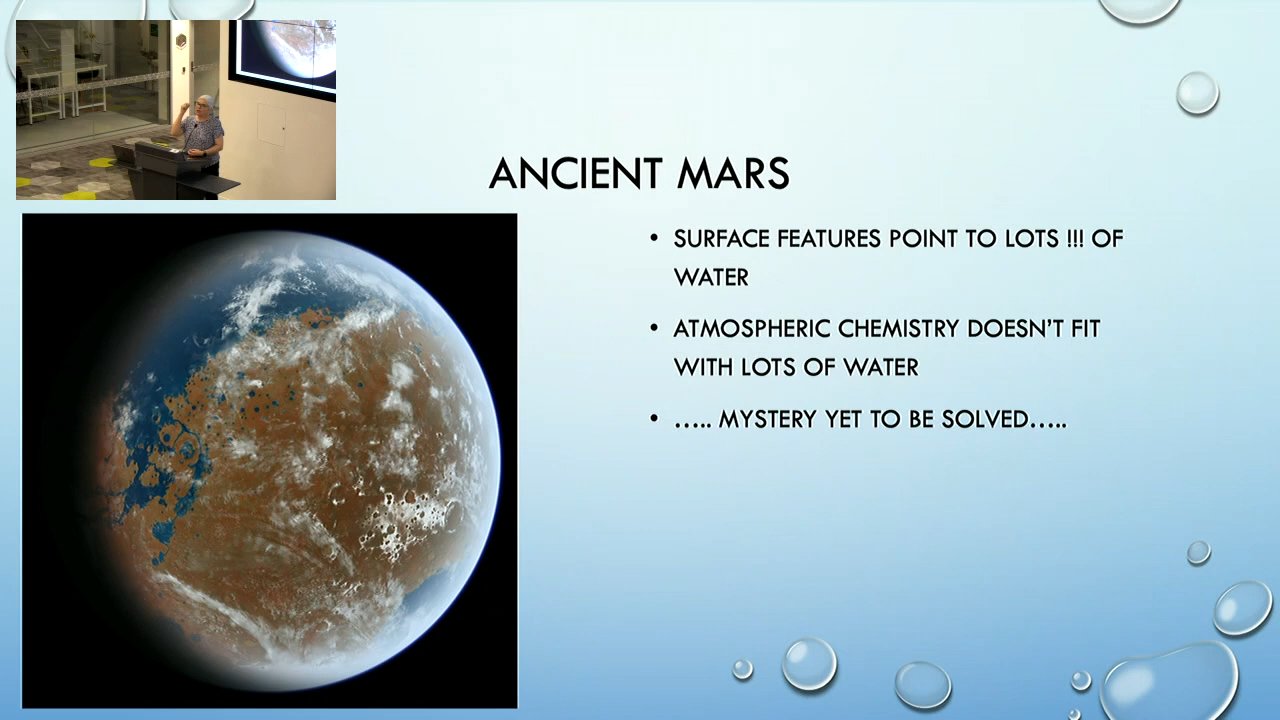 ANCIENT MARS
• SURFACE FEATURES POINT TO LOTS !!! OF
WATER
• ATMOSPHERIC CHEMISTRY DOESN'T FIT
WITH LOTS OF WATER
• ..... MYSTERY YET TO BE SOLVED.....